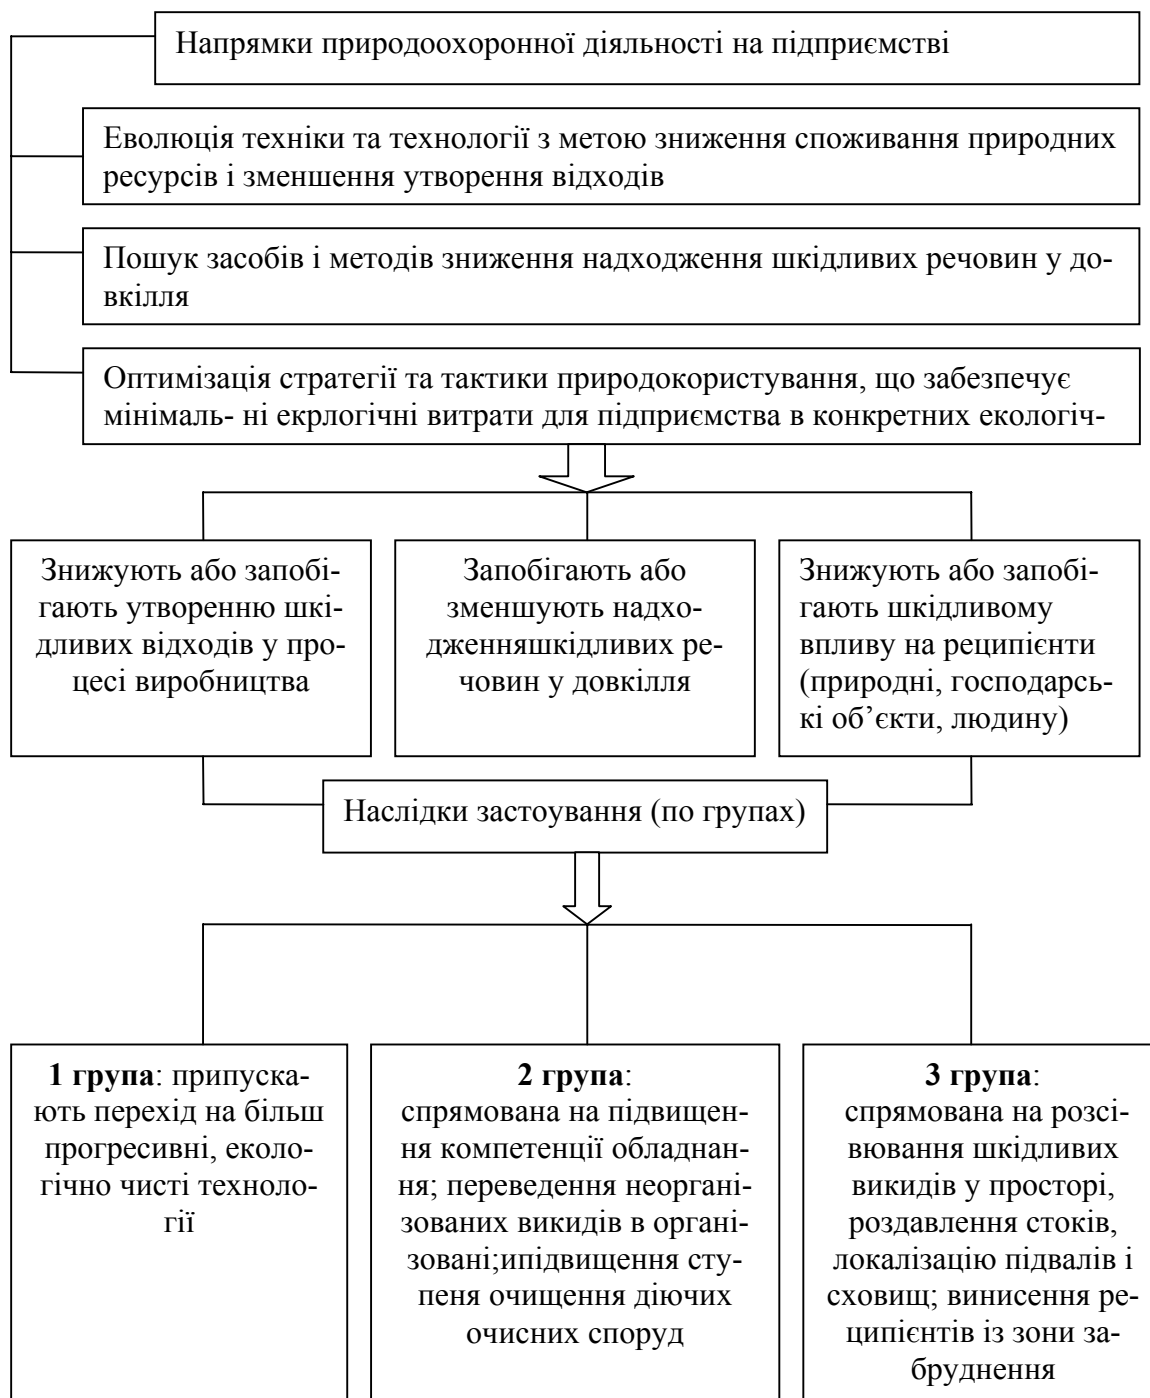 Напрямки природоохоронної діяльності на підприємстві
Еволюція техніки та технології з метою зниження споживання природних
ресурсів і зменшення утворення відходів
Пошук засобів і методів зниження надходження шкідливих речовин у до-
вкілля
Оптимізація стратегії та тактики природокористування, що забезпечує
мінімаль- ні екрлогічні витрати для підприємства в конкретних екологіч-
Знижують або запобі-
гають утворенню шкі-
дливих відходів у про-
цесі виробництва
Запобігають або
зменшують надхо-
дженняшкідливих ре-
човин у довкілля
Знижують або запобі-
гають шкідливому
впливу на реципієнти
(природні, господарсь-
кі об’єкти, людину)
Наслідки застоування (по групах)
1 група: припуска-
ють перехід на більш
прогресивні, еколо-
гічно чисті техноло-
гії
2 група:
спрямована на підвищен-
ня компетенції обладнан-
ня; переведення неоргані-
зованих викидів в органі-
зовані;ипідвищення сту-
пеня очищення діючих
очисних споруд
3 група:
спрямована на розсі-
вювання шкідливих
викидів у просторі,
роздавлення стоків,
локалізацію підвалів і
сховищ; винисення ре-
ципієнтів із зони за-
бруднення